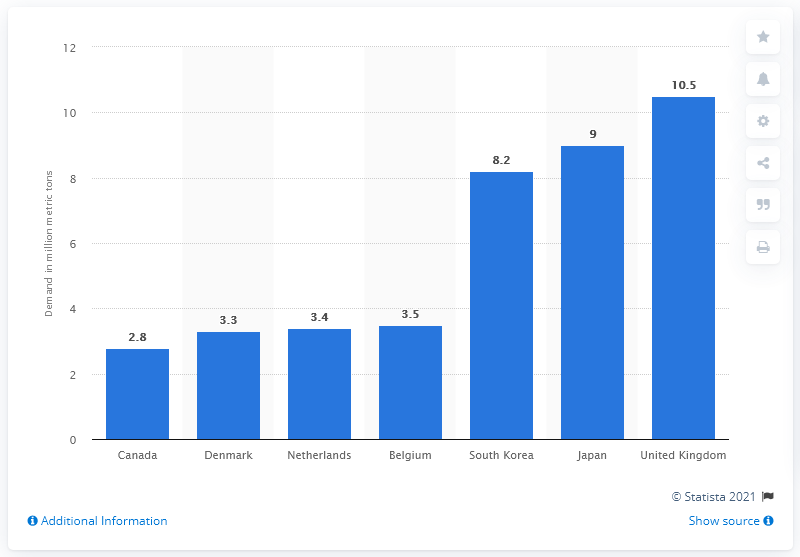 12
10
8
6
4
2
0
Demand in million metric tons
2.8
3.3
3.4
3.5
8.2
9
10.5
Canada
Denmark
Netherlands
Belgium
South Korea
Japan
United Kingdom
© Statista 2021
Additional Information
Show source